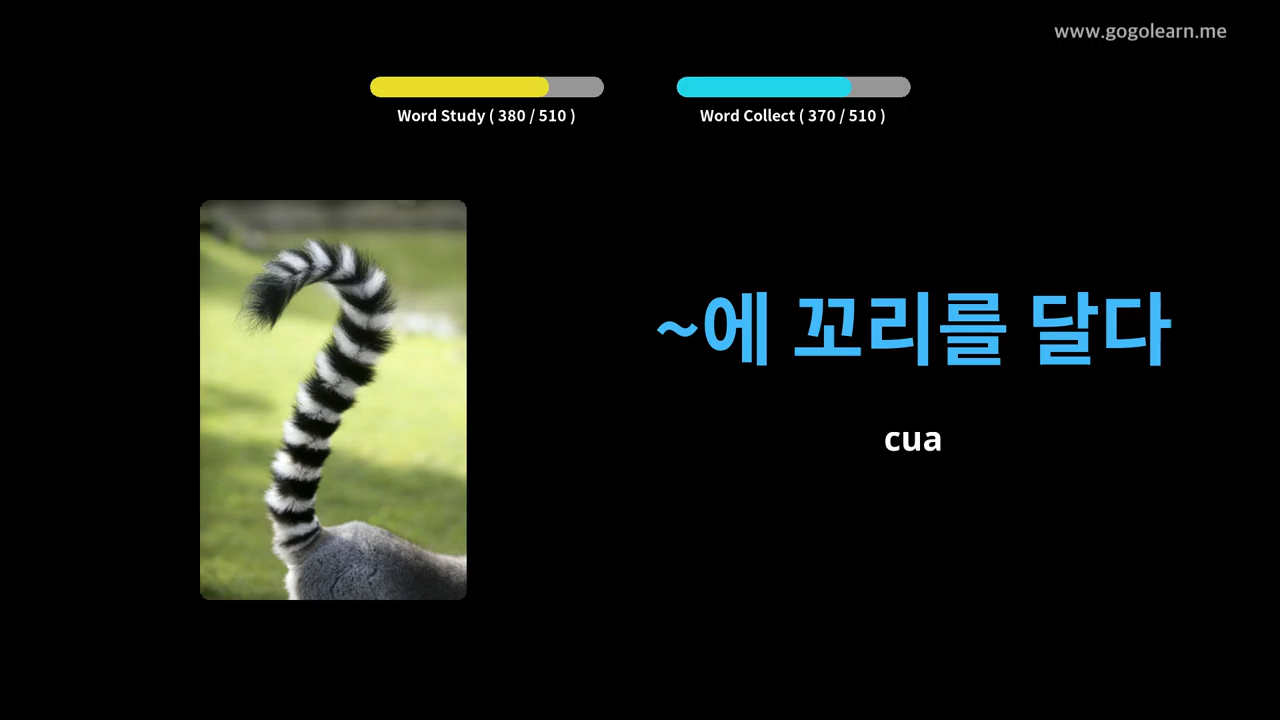 www.gogolearn.me
Word Study ( 380 / 510 )
Word Collect ( 370 / 510 )
~에 꼬리를 달다
cua